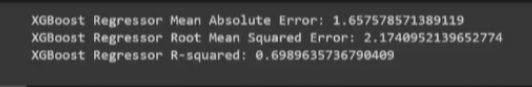 XGBoost Regressor Mean Absolute Error: 1.657578571389119
XGBoost Regressor Root Mean Squared Error: 2.1740952139652774
XGBoost Regressor R-squared: 0.6989635736790409